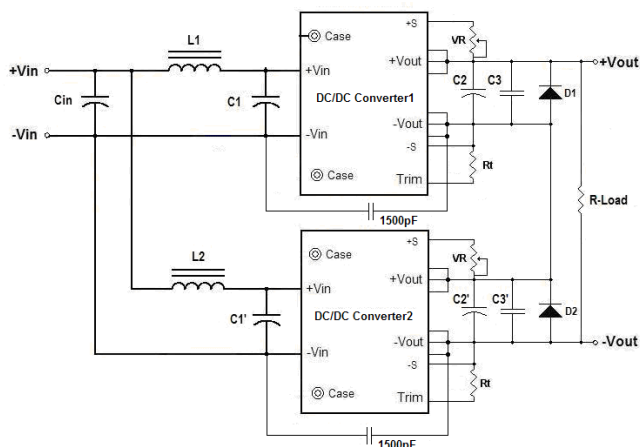 +S
Case
VR
L1
+Vin
+Vin
+Vout
+Vout
C2
C3
Cin
C1
DC/DC Converter1
D1
-Vin
-Vin
-Vout
-S
Rt
Case
Trim
R-Load
1500pF
+S
Case
VR
L2
+Vin
+Vout
C1'
DC/DC Converter2
C2'
C3'
D2
-Vin
-Vout
-Vout
-S
Rt
Case
Trim
1500pF